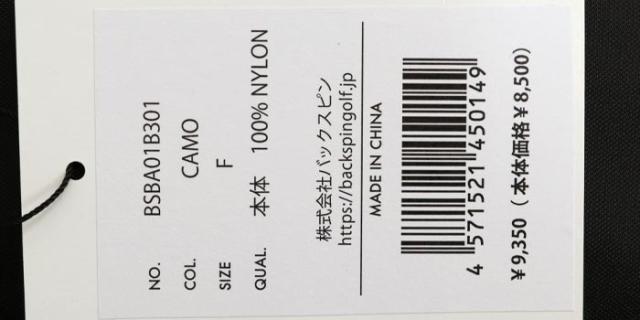 NO. BSBA01B301
COL. CAMO
SIZE F
QUAL. 本体 100% NYLON
株式会社バックスピン
https://backspingolf.jp
MADE IN CHINA
4 571521 450149
¥9,350 (本体価格¥8,500)